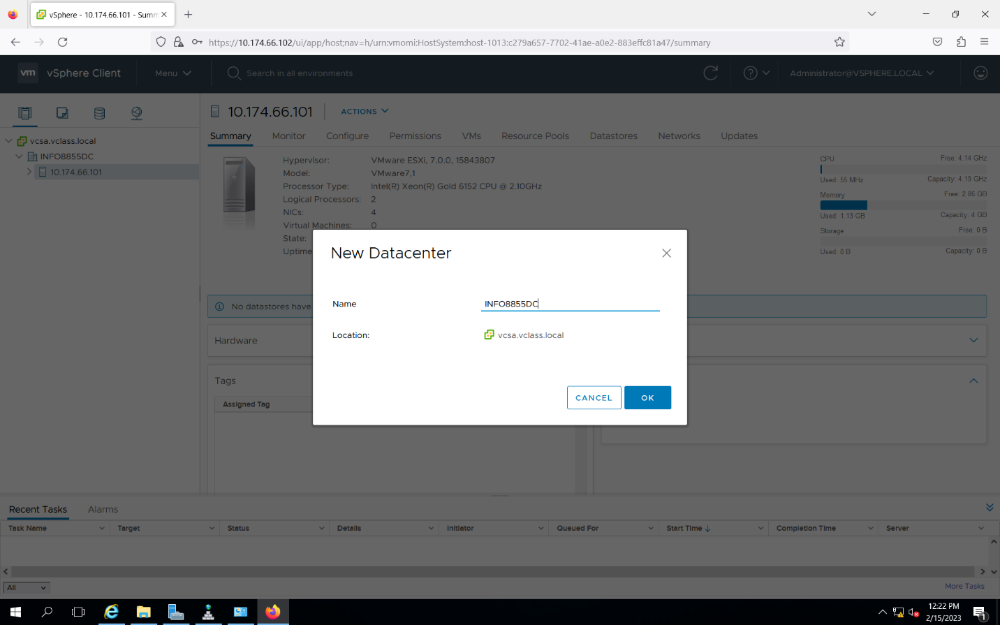 vSphere - 10.174.66.101 - Summ
https://10.174.66.102/ui/app/host;nav=h/urn:vmomi:HostSystem:host-1013:c279a657-7702-41ae-a0e2-883effc81a47/summary
vm vSphere Client Menu Search in all environments Administrator@VSPHERE.LOCAL
10.174.66.101 ACTIONS
Summary Monitor Configure Permissions VMs Resource Pools Datastores Networks Updates
vcsa.vclass.local
INFO8855DC
10.174.66.101
Hypervisor: VMware ESXi, 7.0.0, 15843807
Model: VMware7,1
Processor Type: Intel(R) Xeon(R) Gold 6152 CPU @ 2.10GHz
Logical Processors: 2
NICs: 4
Virtual Machines: 0
State:
Uptime
CPU Free: 4.14 GHz
Used: 55 MHz Capacity: 4.19 GHz
Memory Free: 2.86 GB
Used: 1.13 GB Capacity: 4 GB
Storage Free: 0 B
Used: 0 B Capacity: 0 B
No datastores have
Hardware
Tags
Assigned Tag
New Datacenter
Name INFO8855DC
Location: vcsa.vclass.local
CANCEL OK
Recent Tasks Alarms
Task Name Target Status Details Initiator Queued For Start Time Completion Time Server
All
More Tasks
12:22 PM
2/15/2023
1